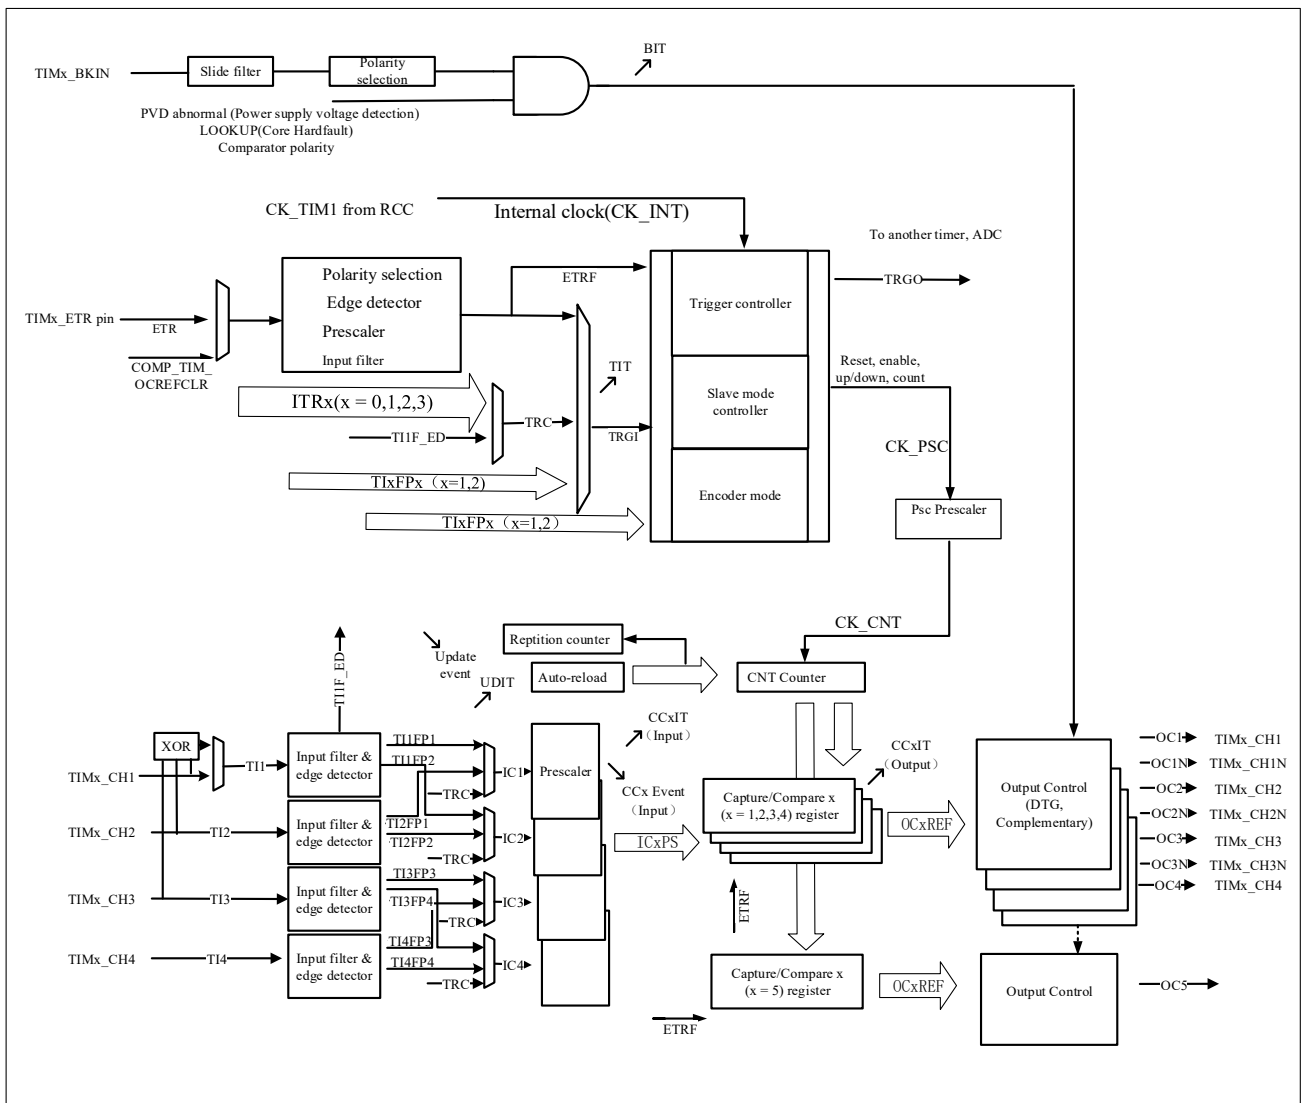 BIT
TIMx_BKIN
Slide filter
Polarity
selection
PVD abnormal (Power supply voltage detection)
LOOKUP(Core Hardfault)
Comparator polarity
CK_TIM1 from RCC
Internal clock(CK_INT)
To another timer, ADC
Polarity selection
Edge detector
Prescaler
Input filter
ETRF
Trigger controller
TRGO
TIMx_ETR pin
ETR
COMP_TIM_
OCREFCLR
TIT
Reset, enable,
up/down, count
ITRx(x = 0,1,2,3)
Slave mode
controller
TRC
TRGI
TI1F_ED
CK_PSC
TIxFPx（x=1,2)
Encoder mode
Psc Prescaler
TIxFPx（x=1,2）
CK_CNT
Reptition counter
Update
event
TI1F_ED
UDIT
Auto-reload
CNT Counter
XOR
TIMx_CH1
TI1
Input filter &
edge detector
TI1FP1
TI1FP2
TRC
IC1
Prescaler
CCxIT
（Input）
CCx Event
（Input）
CCxIT
（Output）
Capture/Compare x
(x = 1,2,3,4) register
Output Control
(DTG,
Complementary)
OC1
TIMx_CH1
OC1N
TIMx_CH1N
OC2
TIMx_CH2
OC2N
TIMx_CH2N
OC3
TIMx_CH3
OC3N
TIMx_CH3N
OC4
TIMx_CH4
TIMx_CH2
TI2
Input filter &
edge detector
TI2FP1
TI2FP2
TRC
IC2
ICxPS
OCxREF
TIMx_CH3
TI3
Input filter &
edge detector
TI3FP3
TI3FP4
TRC
IC3
ETRF
TIMx_CH4
TI4
Input filter &
edge detector
TI4FP3
TI4FP4
TRC
IC4
Capture/Compare x
(x = 5) register
OCxREF
Output Control
OC5
ETRF